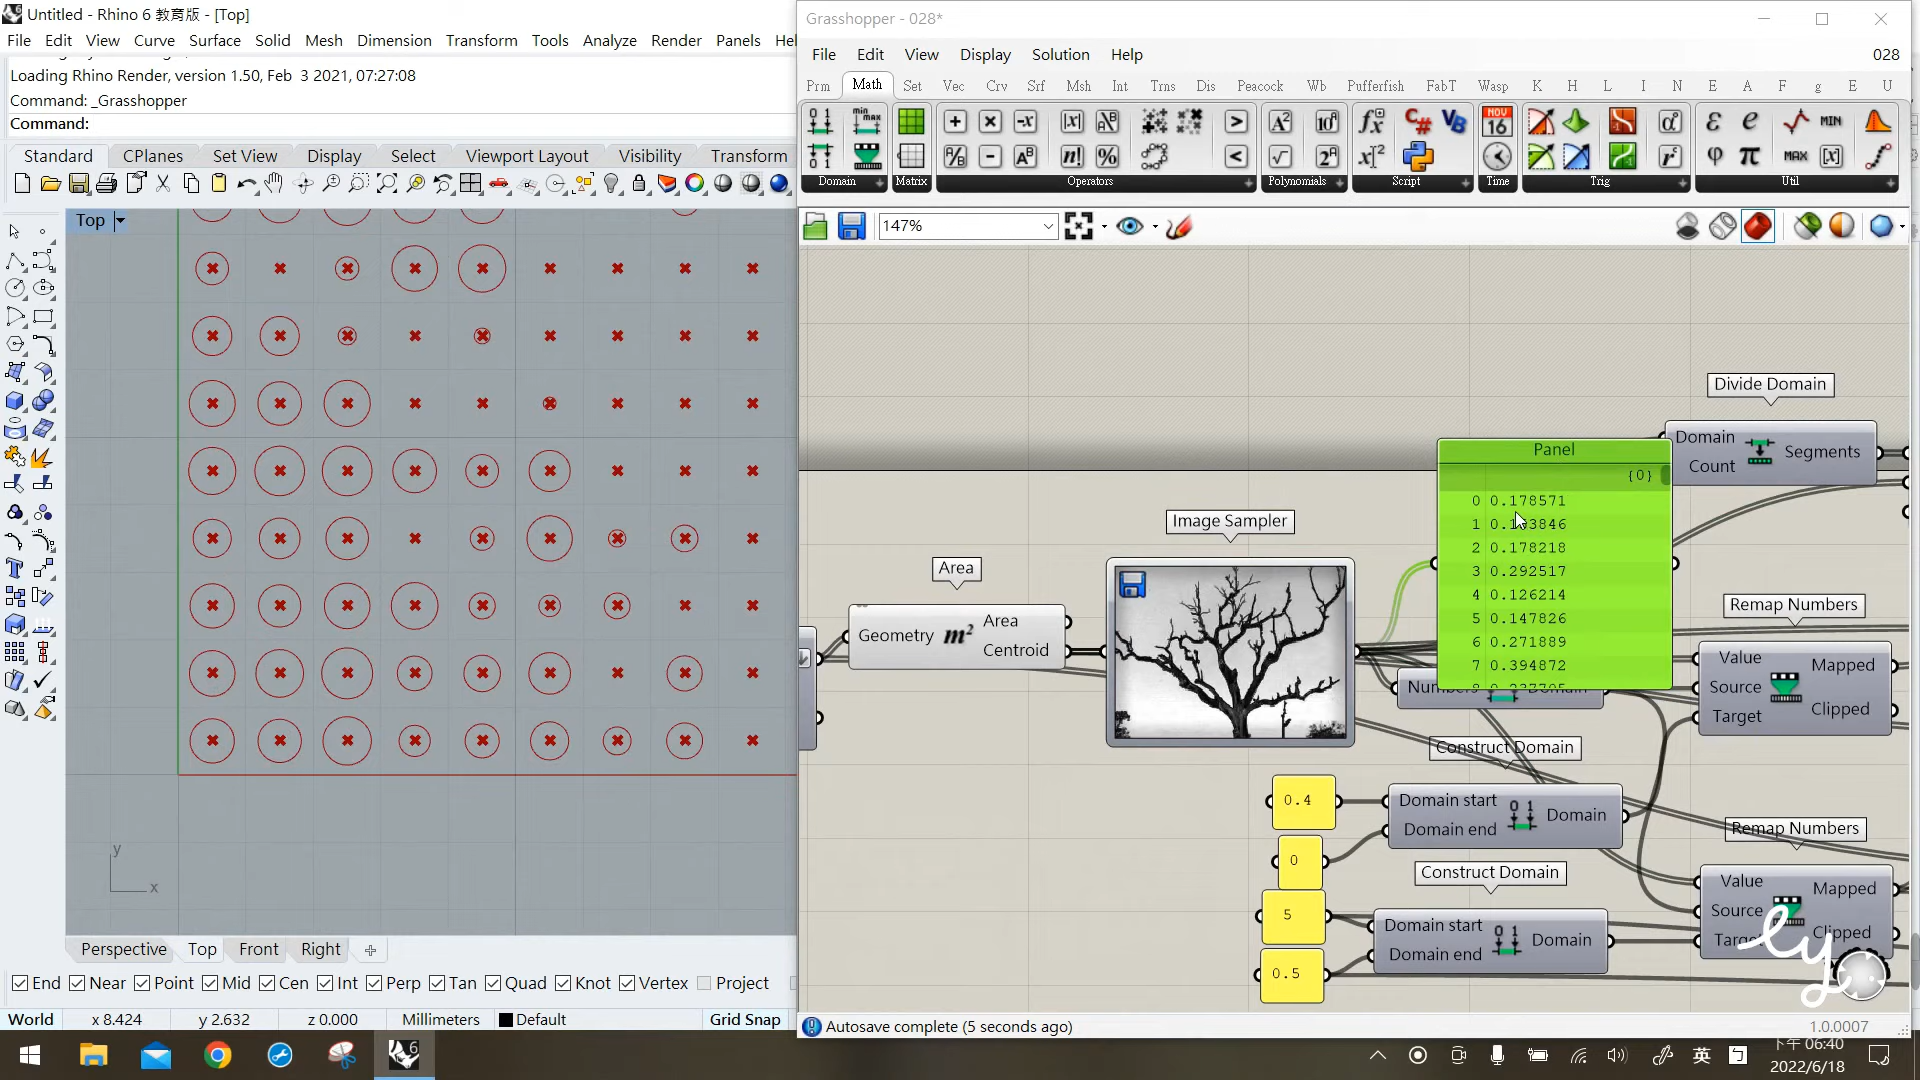 Untitled - Rhino 6 教育版 - [Top]
File Edit View Curve Surface Solid Mesh Dimension Transform Tools Analyze Render Panels Hel
Loading Rhino Render, version 1.50, Feb 3 2021, 07:27:08
Command: _Grasshopper
Command:
Standard CPlanes Set View Display Select Viewport Layout Visibility Transform
Top
y
x
Perspective Top Front Right
End Near Point Mid Cen Int Perp Tan Quad Knot Vertex Project
World x 8.424 y 2.632 z 0.000 Millimeters Default Grid Snap
Grasshopper - 028*
File Edit View Display Solution Help 028
Prm Math Set Vec Crv Srf Msh Int Trns Dis Peacock Wb Pufferfish FabT Wasp K H L I N E A F g E U
Domain Matrix Operators Polynomials Script Time Trig Util
147%
Divide Domain
Domain
Count
Segments
Panel
{0}
0 0.178571
1
2 0.178218
3 0.292517
4 0.126214
5 0.147826
6 0.271889
7 0.394872
Image Sampler
Area
Geometry m² Area
Centroid
Remap Numbers
Value
Source
Target
Mapped
Clipped
Construct Domain
0.4
0
Domain start
Domain end
Domain
Construct Domain
5
0.5
Domain start
Domain end
Domain
Remap Numbers
Value
Source
Mapped
Clipped
ly
Autosave complete (5 seconds ago)
1.0.0007
英
下午 06:40
2022/6/18